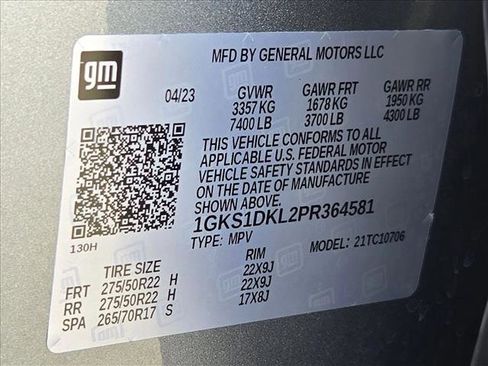 gm
MFD BY GENERAL MOTORS LLC
04/23 GVWR GAWR FRT GAWR RR
3357 KG 1678 KG 1950 KG
7400 LB 3700 LB 4300 LB
THIS VEHICLE CONFORMS TO ALL
APPLICABLE U.S. FEDERAL MOTOR
VEHICLE SAFETY STANDARDS IN EFFECT
ON THE DATE OF MANUFACTURE
SHOWN ABOVE.
1GKS1DKL2PR364581
130H TYPE: MPV MODEL: 21TC10706
TIRE SIZE RIM
FRT 275/50R22 H 22X9J
RR 275/50R22 H 22X9J
SPA 265/70R17 S 17X8J